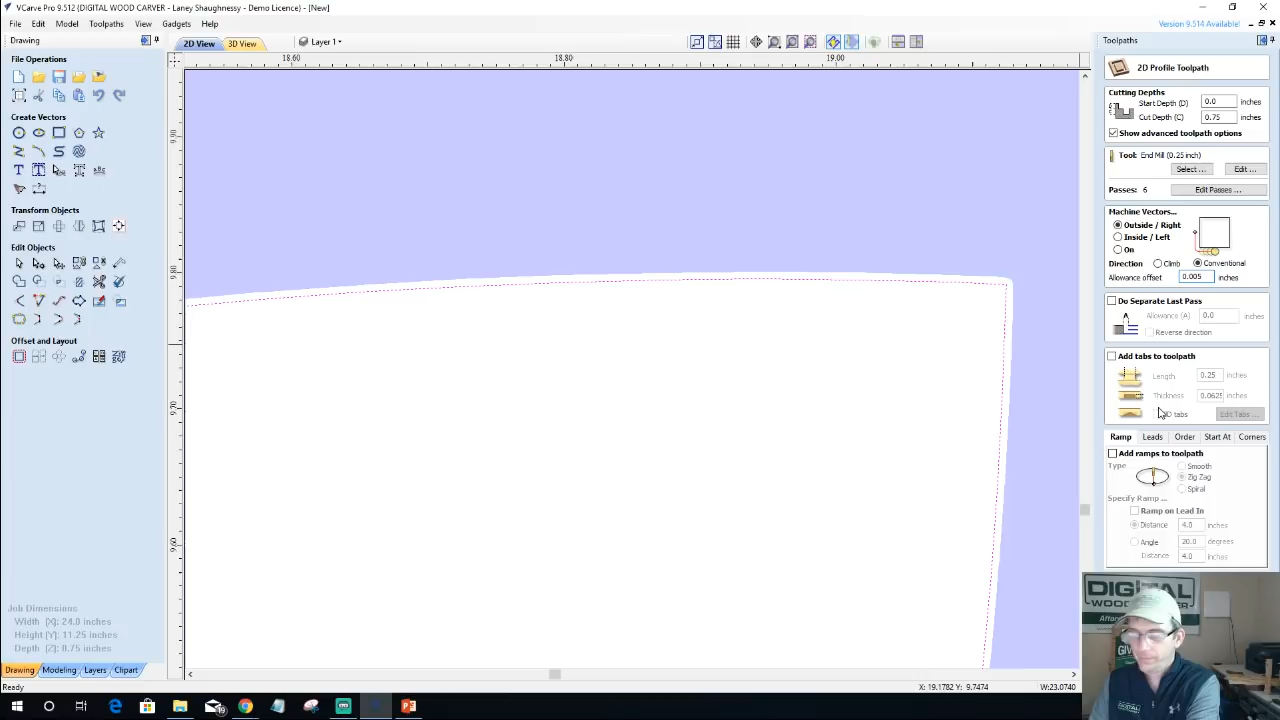 VCarve Pro 9.512 {DIGITAL WOOD CARVER - Laney Shaughnessy - Demo Licence} - [New]
File Edit Model Toolpaths View Gadgets Help
Version 9.514 Available!
Drawing
2D View 3D View Layer 1
Toolpaths
18.60 18.80 19.00
File Operations
Create Vectors
Transform Objects
Edit Objects
Offset and Layout
Job Dimensions
Width [X]: 24.0 inches
Height [Y]: 11.25 inches
Depth [Z]: 0.75 inches
Drawing Modeling Layers Clipart
Ready
X: 19.1782 Y: 9.7474
W:23.0740
2D Profile Toolpath
Cutting Depths
Start Depth (D) 0.0 inches
Cut Depth (C) 0.75 inches
Show advanced toolpath options
Tool: End Mill (0.25 inch)
Select ... Edit ...
Passes: 6 Edit Passes ...
Machine Vectors...
Outside / Right
Inside / Left
On
Direction Climb Conventional
Allowance offset 0.005 inches
Do Separate Last Pass
Allowance (A) 0.0 inches
Reverse direction
Add tabs to toolpath
Length 0.25 inches
Thickness 0.0625 inches
tabs Edit Tabs ...
Ramp Leads Order Start At Corners
Add ramps to toolpath
Type Smooth
Zig Zag
Spiral
Specify Ramp ...
Ramp on Lead In
Distance 4.0 inches
Angle 20.0 degrees
Distance 4.0 inches
DIGITAL